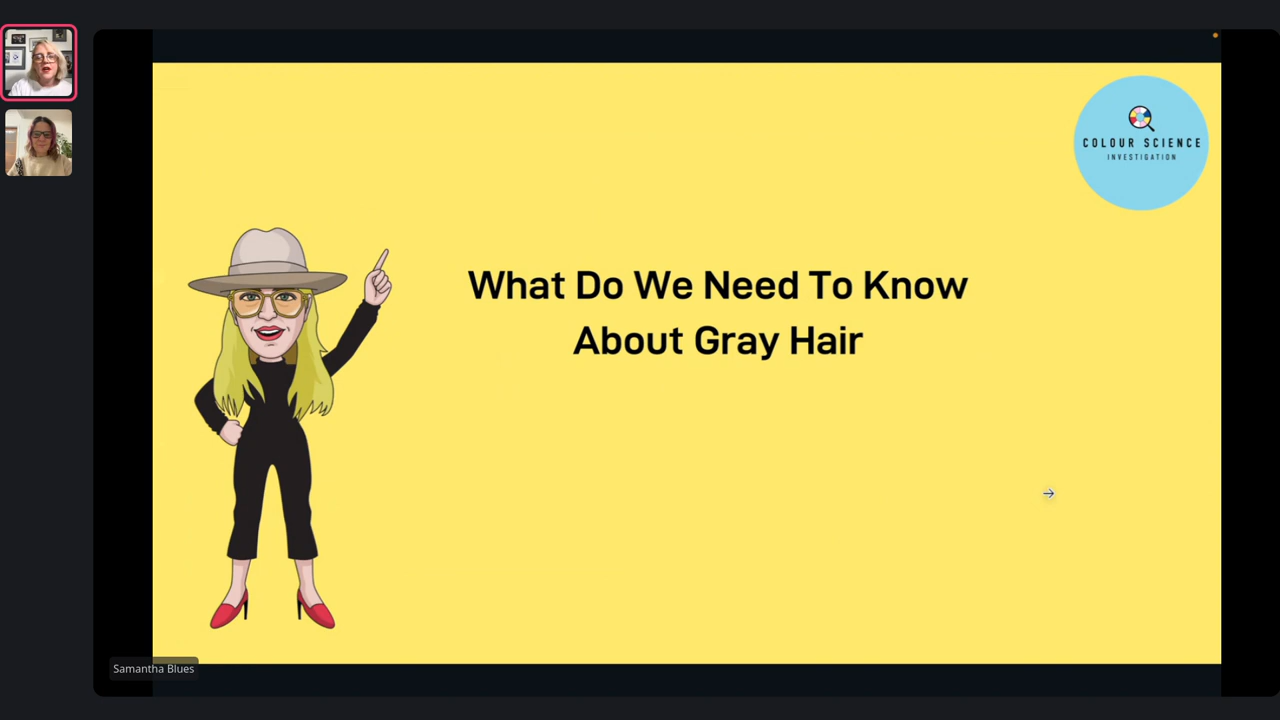 COLOUR SCIENCE
INVESTIGATION
What Do We Need To Know
About Gray Hair
Samantha Blues